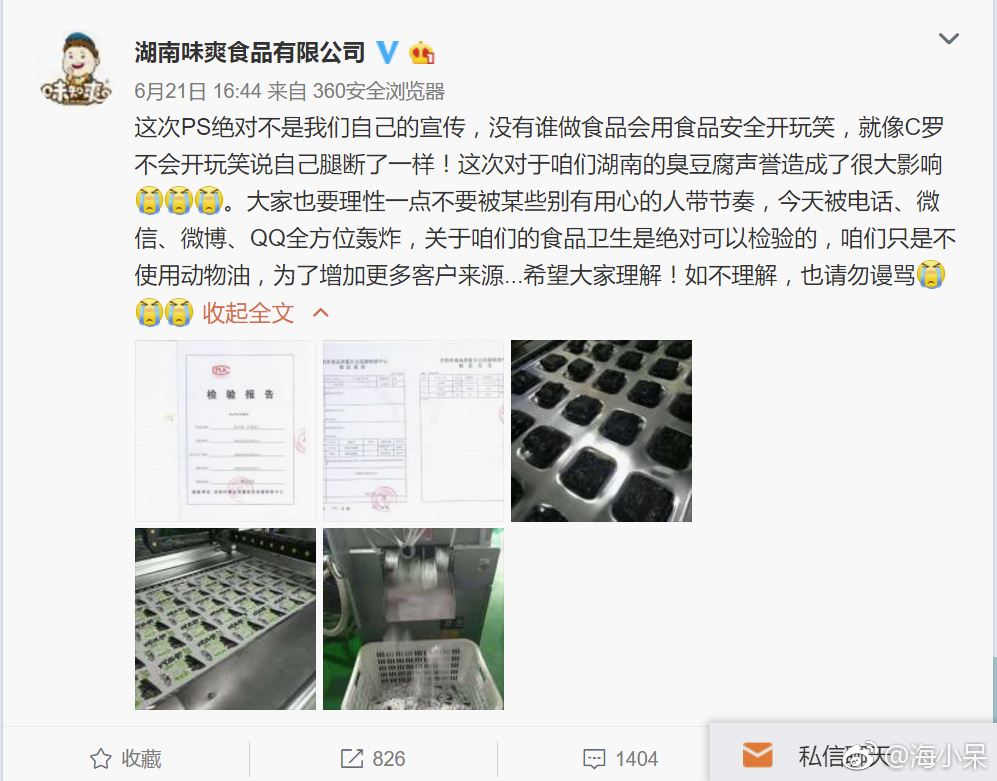 湖南味爽食品有限公司
6月21日 16:44 来自 360安全浏览器
这次PS绝对不是我们自己的宣传，没有谁做食品会用食品安全开玩笑，就像C罗
不会开玩笑说自己腿断了一样！这次对于咱们湖南的臭豆腐声誉造成了很大影响
。大家也要理性一点不要被某些别有用心的人带节奏，今天被电话、微
信、微博、QQ全方位轰炸，关于咱们的食品卫生是绝对可以检验的，咱们只是不
使用动物油，为了增加更多客户来源...希望大家理解！如不理解，也请勿谩骂
收起全文
检验报告
收藏
826
1404
私信聊天
@海小呆